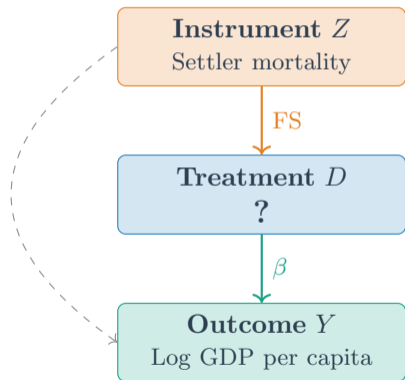 Instrument Z
Settler mortality
FS
Treatment D
?
β
Outcome Y
Log GDP per capita